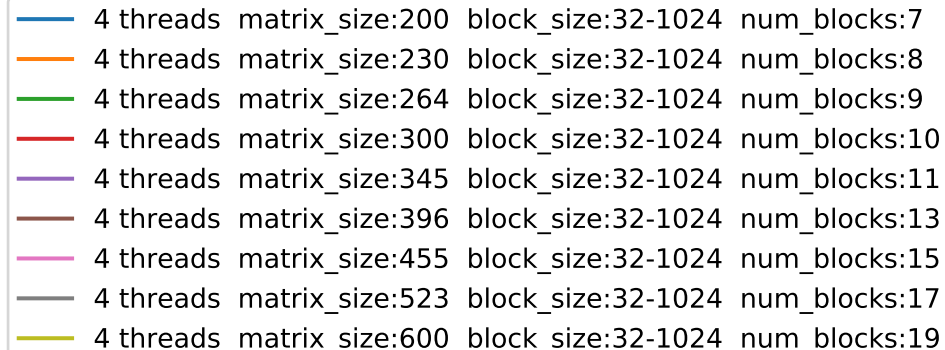 4 threads matrix_size:200 block_size:32-1024 num_blocks:7
4 threads matrix_size:230 block_size:32-1024 num_blocks:8
4 threads matrix_size:264 block_size:32-1024 num_blocks:9
4 threads matrix_size:300 block_size:32-1024 num_blocks:10
4 threads matrix_size:345 block_size:32-1024 num_blocks:11
4 threads matrix_size:396 block_size:32-1024 num_blocks:13
4 threads matrix_size:455 block_size:32-1024 num_blocks:15
4 threads matrix_size:523 block_size:32-1024 num_blocks:17
4 threads matrix_size:600 block_size:32-1024 num_blocks:19